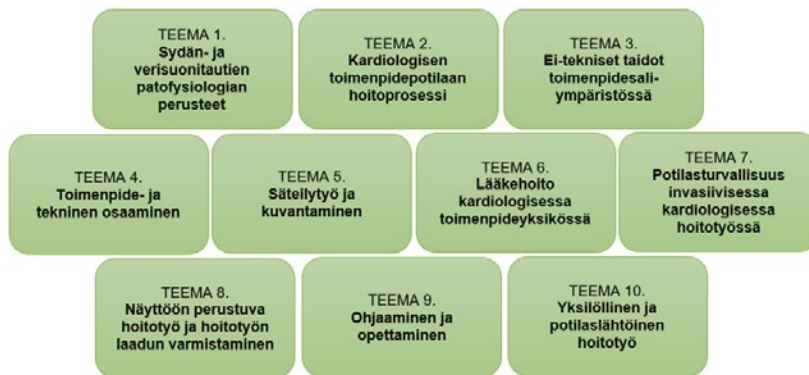 TEEMA 1.
Sydän- ja
verisuonitautien
patofysiologian
perusteet
TEEMA 2.
Kardiologisen
toimenpidepotilaan
hoitoprosessi
TEEMA 3.
Ei-tekniset taidot
toimenpidesali-
ympäristössä
TEEMA 4.
Toimenpide- ja
tekninen osaaminen
TEEMA 5.
Säteilytyö ja
kuvantaminen
TEEMA 6.
Lääkehoito
kardiologisessa
toimenpideyksikössä
TEEMA 7.
Potilasturvallisuus
invasiivisessa
kardiologisessa
hoitotyössä
TEEMA 8.
Näyttöön perustuva
hoitotyö ja hoitotyön
laadun varmistaminen
TEEMA 9.
Ohjaaminen ja
opettaminen
TEEMA 10.
Yksilöllinen ja
potilaslähtöinen
hoitotyö